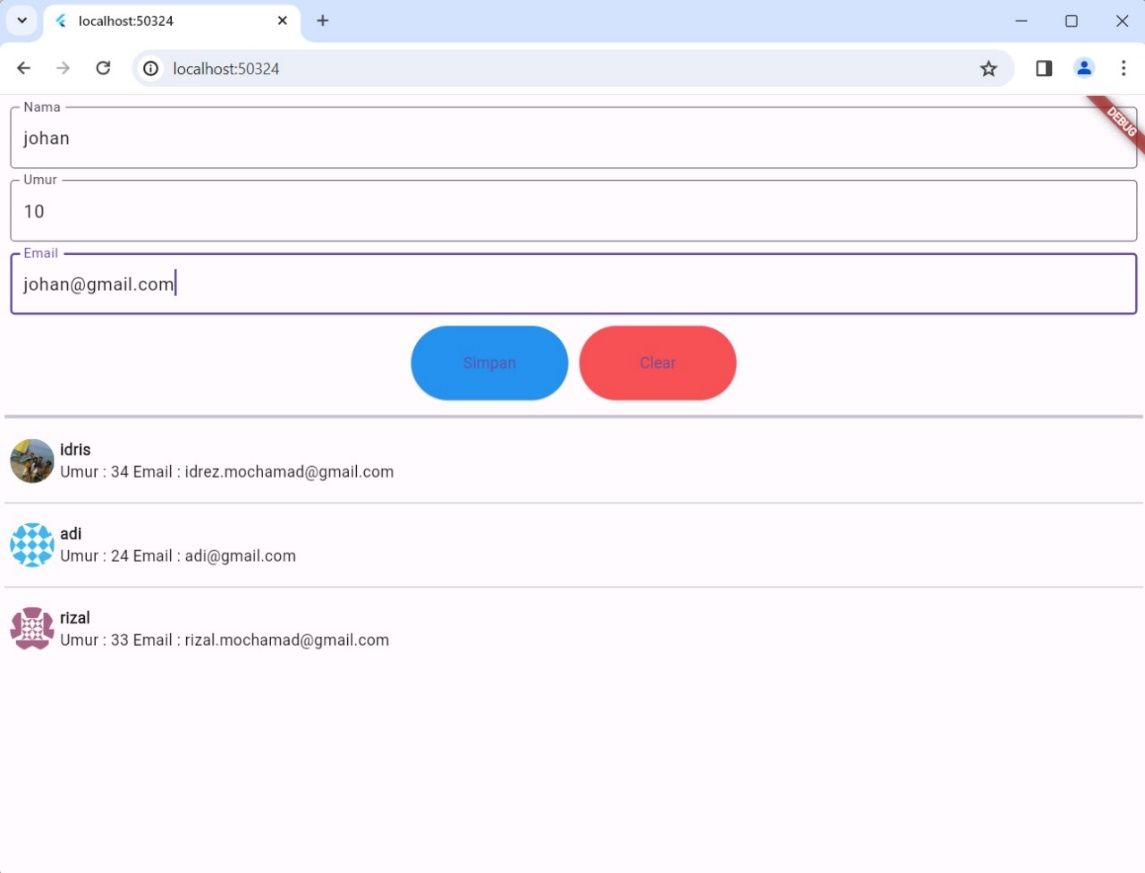 localhost:50324
localhost:50324
DEBUG
Nama
johan
Umur
10
Email
johan@gmail.com
Simpan Clear
idris
Umur : 34 Email : idrez.mochamad@gmail.com
adi
Umur : 24 Email : adi@gmail.com
rizal
Umur : 33 Email : rizal.mochamad@gmail.com